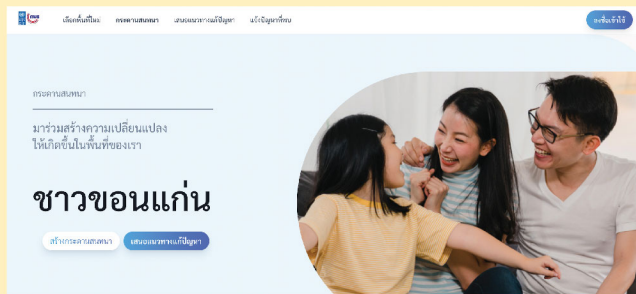 เลือกพื้นที่ใหม่ กระดานสนทนา เสนอแนวทางแก้ปัญหา แจ้งปัญหาที่พบ ลงชื่อเข้าใช้
กระดานสนทนา
มาร่วมสร้างความเปลี่ยนแปลง
ให้เกิดขึ้นในพื้นที่ของเรา
ชาวขอนแก่น
สร้างกระดานสนทนา เสนอแนวทางแก้ปัญหา